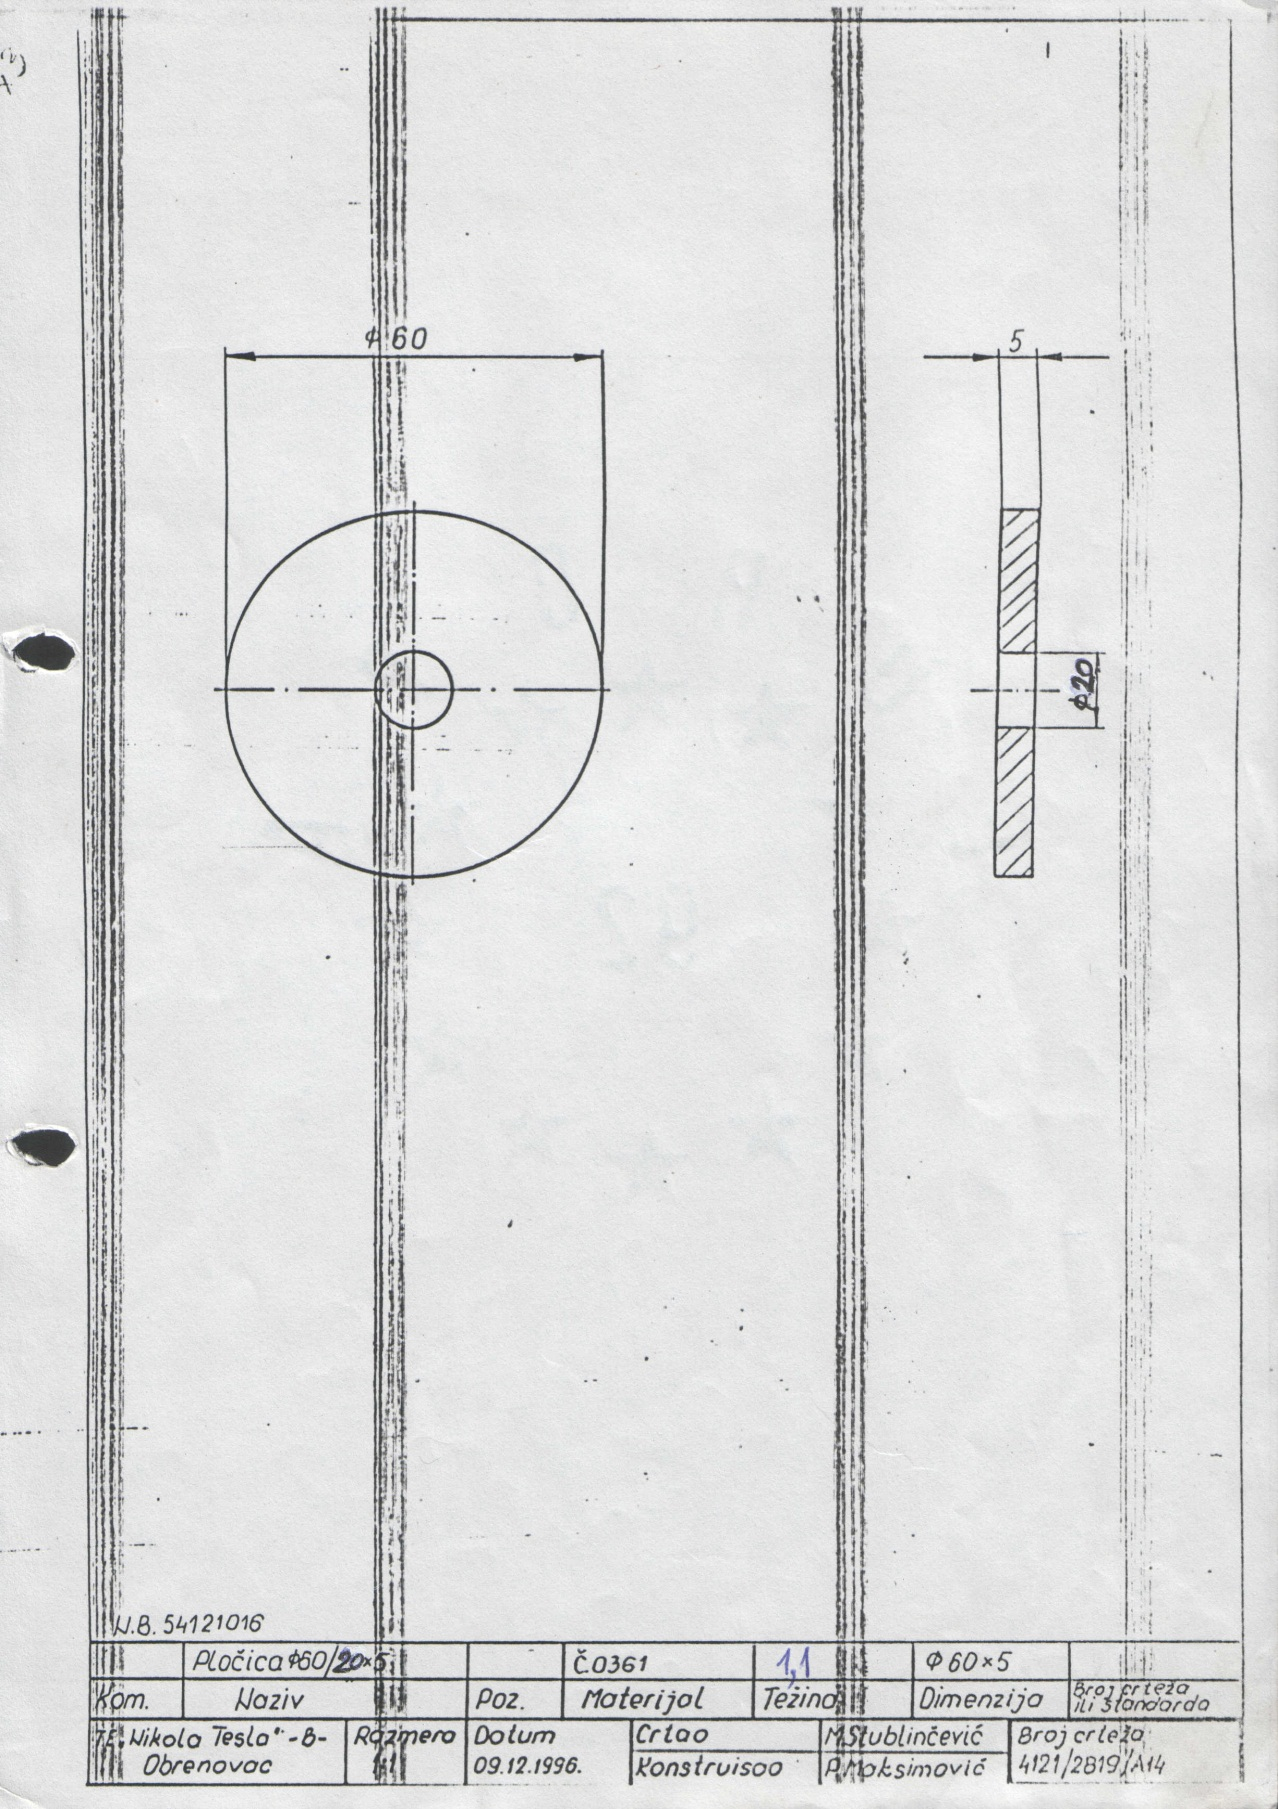 ϕ 60
5
ϕ20
N.B. 54121016
Pločica ϕ60/20×5
Č.0361
1,1
ϕ 60×5
Kom.
Naziv
Poz.
Materijal
Težina
Dimenzija
Broj crteža
ili standarda
TE „Nikola Tesla" -B-
Obrenovac
Razmera
1:1
Datum
09.12.1996.
Crtao
M.Stublinčević
Konstruisao
P.Maksimović
Broj crteža
4121/2819/A14